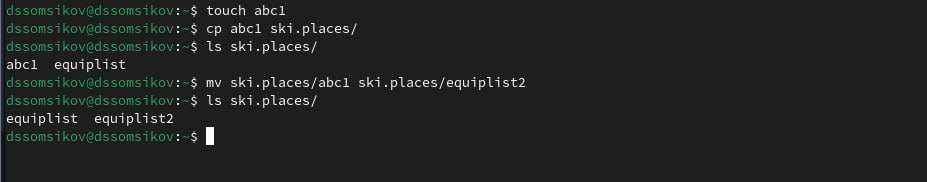 dssomsikov@dssomsikov:~$ touch abc1
dssomsikov@dssomsikov:~$ cp abc1 ski.places/
dssomsikov@dssomsikov:~$ ls ski.places/
abc1  equiplist
dssomsikov@dssomsikov:~$ mv ski.places/abc1 ski.places/equiplist2
dssomsikov@dssomsikov:~$ ls ski.places/
equiplist  equiplist2
dssomsikov@dssomsikov:~$